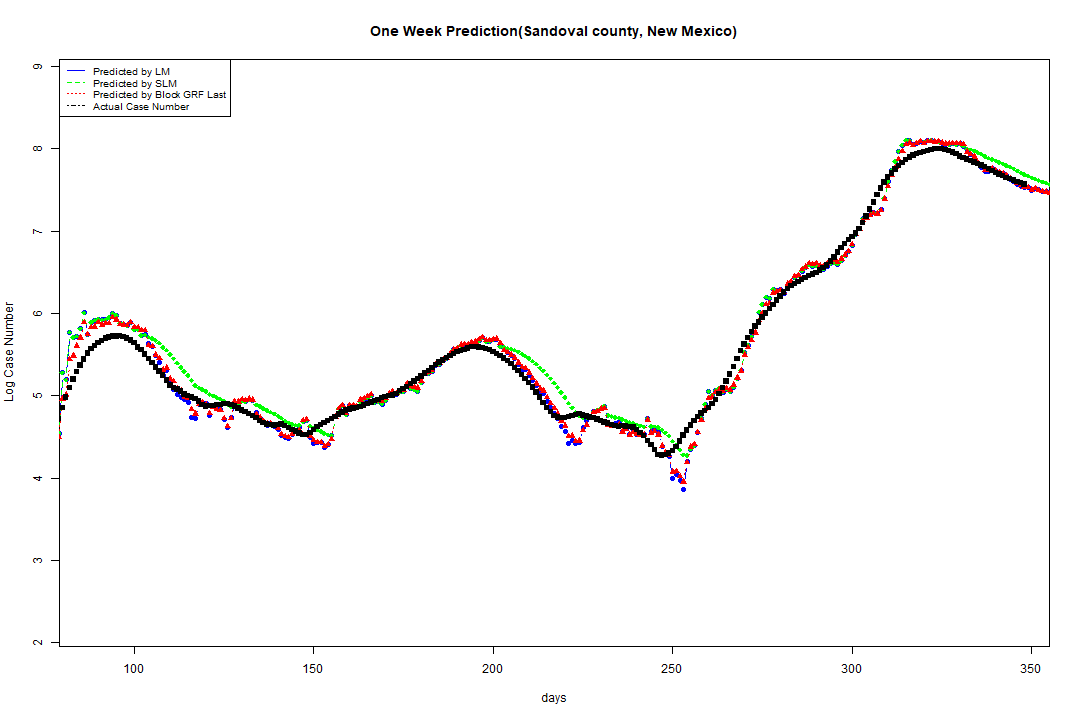 One Week Prediction(Sandoval county, New Mexico)
Predicted by LM
Predicted by SLM
Predicted by Block GRF Last
Actual Case Number
9
8
7
6
5
4
3
2
Log Case Number
100 150 200 250 300 350
days